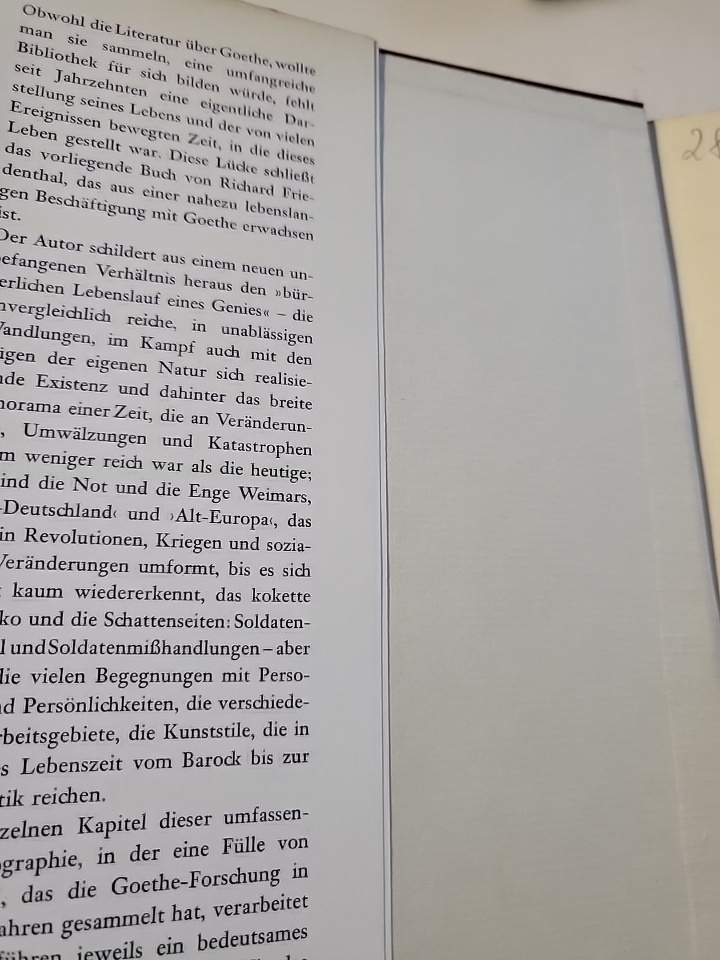 Obwohl die Literatur über Goethe, wollte
man sie sammeln, eine umfangreiche
Bibliothek für sich bilden würde, fehlt
seit Jahrzehnten eine eigentliche Dar-
stellung seines Lebens und der von vielen
Ereignissen bewegten Zeit, in die dieses
Leben gestellt war. Diese Lücke schließt
das vorliegende Buch von Richard Frie-
denthal, das aus einer nahezu lebenslan-
gen Beschäftigung mit Goethe erwachsen
ist.
Der Autor schildert aus einem neuen un-
efangenen Verhältnis heraus den »bür-
erlichen Lebenslauf eines Genies« – die
nvergleichlich reiche, in unablässigen
Wandlungen, im Kampf auch mit den
igen der eigenen Natur sich realisie-
nde Existenz und dahinter das breite
norama einer Zeit, die an Veränderun-
, Umwälzungen und Katastrophen
m weniger reich war als die heutige;
ind die Not und die Enge Weimars,
-Deutschland‹ und ›Alt-Europa‹, das
in Revolutionen, Kriegen und sozia-
Veränderungen umformt, bis es sich
t kaum wiedererkennt, das kokette
ko und die Schattenseiten: Soldaten-
l und Soldatenmißhandlungen – aber
die vielen Begegnungen mit Perso-
nd Persönlichkeiten, die verschiede-
rbeitsgebiete, die Kunststile, die in
s Lebenszeit vom Barock bis zur
tik reichen.
zelnen Kapitel dieser umfassen-
ographie, in der eine Fülle von
, das die Goethe-Forschung in
ahren gesammelt hat, verarbeitet
führen jeweils ein bedeutsames